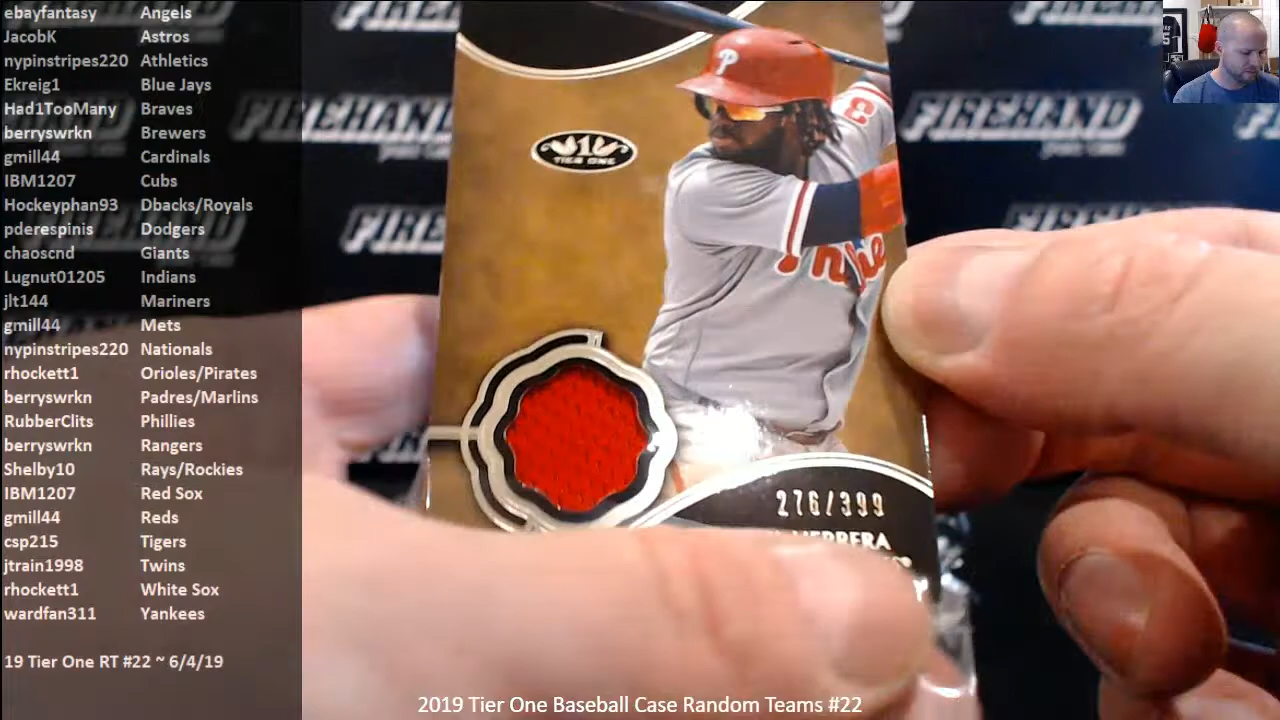 ebayfantasy Angels
JacobK Astros
nypinstripes220 Athletics
Ekreig1 Blue Jays
Had1TooMany Braves
berryswrkn Brewers
gmill44 Cardinals
IBM1207 Cubs
Hockeyphan93 Dbacks/Royals
pderespinis Dodgers
chaoscnd Giants
Lugnut01205 Indians
jlt144 Mariners
gmill44 Mets
nypinstripes220 Nationals
rhockett1 Orioles/Pirates
berryswrkn Padres/Marlins
RubberClits Phillies
berryswrkn Rangers
Shelby10 Rays/Rockies
IBM1207 Red Sox
gmill44 Reds
csp215 Tigers
jtrain1998 Twins
rhockett1 White Sox
wardfan311 Yankees
19 Tier One RT #22 ~ 6/4/19
FIREHAND
FIREHAND
P
1
TIER ONE
Phillies
276/399
HERRERA
2019 Tier One Baseball Case Random Teams #22